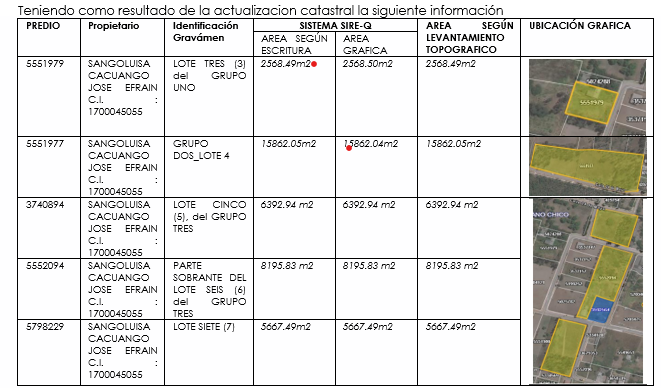 Teniendo como resultado de la actualizacion catastral la siguiente información
PREDIO
Propietario
Identificación
Gravámen
SISTEMA SIRE-Q
AREA SEGÚN
ESCRITURA
AREA
GRAFICA
AREA SEGÚN
LEVANTAMIENTO
TOPOGRAFICO
UBICACIÓN GRAFICA
5551979
SANGOLUISA
CACUANGO
JOSE EFRAIN
C.I. :
1700045055
LOTE TRES (3)
del GRUPO
UNO
2568.49m2
2568.50m2
2568.49m2
5551977
SANGOLUISA
CACUANGO
JOSE EFRAIN
C.I. :
1700045055
GRUPO
DOS_LOTE 4
15862.05m2
15862.04m2
15862.05m2
3740894
SANGOLUISA
CACUANGO
JOSE EFRAIN
C.I. :
1700045055
LOTE CINCO
(5), del GRUPO
TRES
6392.94 m2
6392.94 m2
6392.94 m2
ANO CHICO
5552094
SANGOLUISA
CACUANGO
JOSE EFRAIN
C.I. :
1700045055
PARTE
SOBRANTE DEL
LOTE SEIS (6)
del GRUPO
TRES
8195.83 m2
8195.83 m2
8195.83 m2
5798229
SANGOLUISA
CACUANGO
JOSE EFRAIN
C.I. :
1700045055
LOTE SIETE (7)
5667.49m2
5667.49m2
5667.49m2